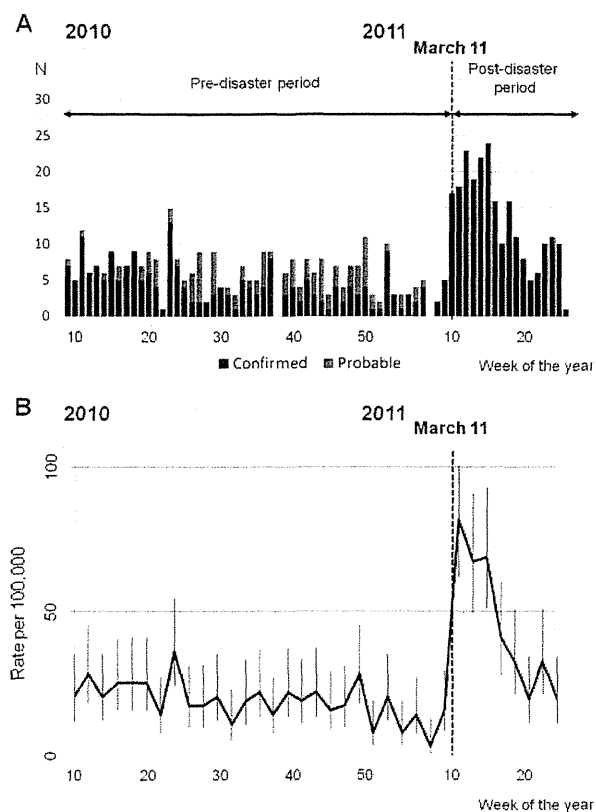 A
2010 2011
March 11
N
Pre-disaster period
Post-disaster period
30
25
20
15
10
5
0
10 20 30 40 50 10 20
Confirmed Probable
Week of the year
B
2010 2011
March 11
Rate per 100,000
100
50
0
10 20 30 40 50 10 20
Week of the year